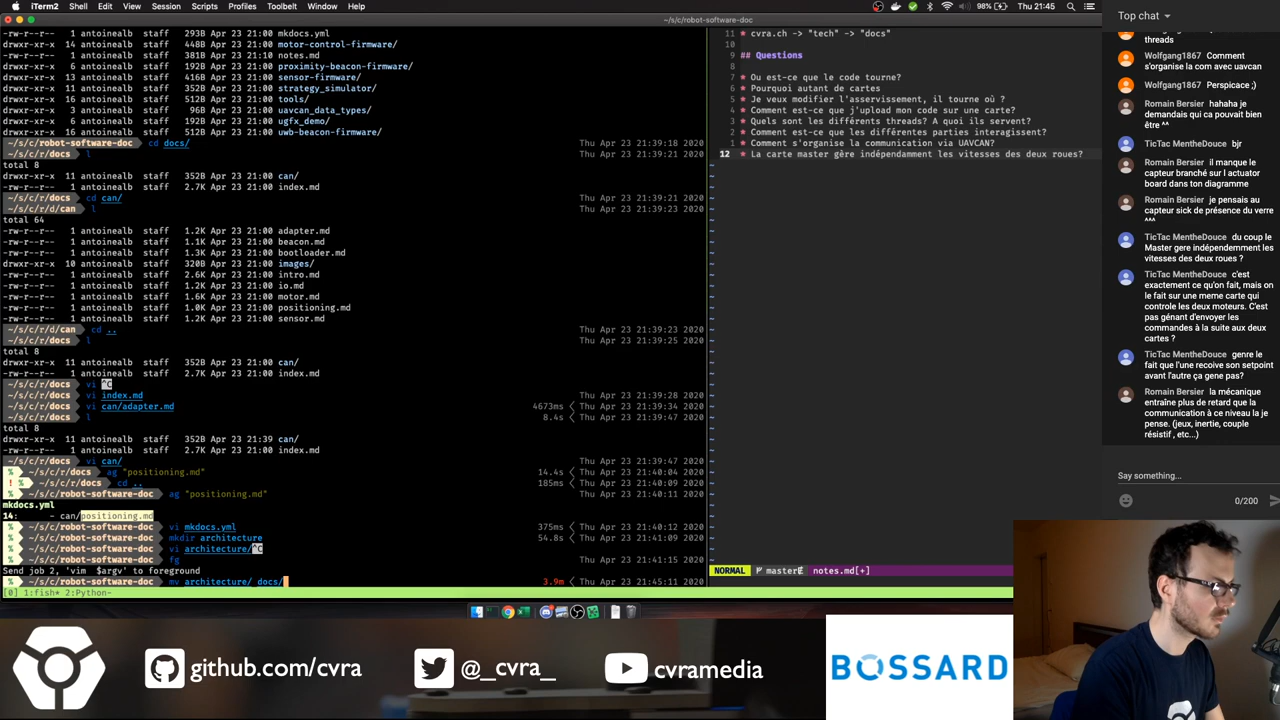 iTerm2 Shell Edit View Session Scripts Profiles Toolbelt Window Help
98% Thu 21:45
~/s/c/robot-software-doc
-rw-r--r-- 1 antoinealb staff 293B Apr 23 21:00 mkdocs.yml
drwxr-xr-x 14 antoinealb staff 448B Apr 23 21:00 motor-control-firmware/
-rw-r--r-- 1 antoinealb staff 381B Apr 23 21:10 notes.md
drwxr-xr-x 6 antoinealb staff 192B Apr 23 21:00 proximity-beacon-firmware/
drwxr-xr-x 13 antoinealb staff 416B Apr 23 21:00 sensor-firmware/
drwxr-xr-x 11 antoinealb staff 352B Apr 23 21:00 strategy_simulator/
drwxr-xr-x 16 antoinealb staff 512B Apr 23 21:00 tools/
drwxr-xr-x 3 antoinealb staff 96B Apr 23 21:00 uavcan_data_types/
drwxr-xr-x 6 antoinealb staff 192B Apr 23 21:00 ugfx_demo/
drwxr-xr-x 16 antoinealb staff 512B Apr 23 21:00 uwb-beacon-firmware/
~/s/c/robot-software-doc cd docs/ Thu Apr 23 21:39:18 2020
~/s/c/r/docs l Thu Apr 23 21:39:21 2020
total 8
drwxr-xr-x 11 antoinealb staff 352B Apr 23 21:00 can/
-rw-r--r-- 1 antoinealb staff 2.7K Apr 23 21:00 index.md
~/s/c/r/docs cd can/ Thu Apr 23 21:39:21 2020
~/s/c/r/d/can l Thu Apr 23 21:39:23 2020
total 64
-rw-r--r-- 1 antoinealb staff 1.2K Apr 23 21:00 adapter.md
-rw-r--r-- 1 antoinealb staff 1.1K Apr 23 21:00 beacon.md
-rw-r--r-- 1 antoinealb staff 1.3K Apr 23 21:00 bootloader.md
drwxr-xr-x 10 antoinealb staff 320B Apr 23 21:00 images/
-rw-r--r-- 1 antoinealb staff 2.6K Apr 23 21:00 intro.md
-rw-r--r-- 1 antoinealb staff 1.2K Apr 23 21:00 io.md
-rw-r--r-- 1 antoinealb staff 1.6K Apr 23 21:00 motor.md
-rw-r--r-- 1 antoinealb staff 1.0K Apr 23 21:00 positioning.md
-rw-r--r-- 1 antoinealb staff 1.2K Apr 23 21:00 sensor.md
~/s/c/r/d/can cd .. Thu Apr 23 21:39:23 2020
~/s/c/r/docs l Thu Apr 23 21:39:25 2020
total 8
drwxr-xr-x 11 antoinealb staff 352B Apr 23 21:00 can/
-rw-r--r-- 1 antoinealb staff 2.7K Apr 23 21:00 index.md
~/s/c/r/docs vi ^C Thu Apr 23 21:39:28 2020
~/s/c/r/docs vi index.md Thu Apr 23 21:39:28 2020
~/s/c/r/docs vi can/adapter.md 4673ms Thu Apr 23 21:39:34 2020
~/s/c/r/docs l 8.4s Thu Apr 23 21:39:47 2020
total 8
drwxr-xr-x 11 antoinealb staff 352B Apr 23 21:39 can/
-rw-r--r-- 1 antoinealb staff 2.7K Apr 23 21:00 index.md
~/s/c/r/docs vi can/ Thu Apr 23 21:39:47 2020
% ~/s/c/r/docs ag "positioning.md" 14.4s Thu Apr 23 21:40:04 2020
! % ~/s/c/r/docs cd .. 185ms Thu Apr 23 21:40:09 2020
% ~/s/c/robot-software-doc ag "positioning.md" Thu Apr 23 21:40:11 2020
mkdocs.yml
14: - can/positioning.md
% ~/s/c/robot-software-doc vi mkdocs.yml 375ms Thu Apr 23 21:40:12 2020
% ~/s/c/robot-software-doc mkdir architecture 54.8s Thu Apr 23 21:41:09 2020
% ~/s/c/robot-software-doc vi architecture/^C Thu Apr 23 21:41:15 2020
% ~/s/c/robot-software-doc fg Thu Apr 23 21:41:15 2020
Send job 2, 'vim $argv' to foreground
% ~/s/c/robot-software-doc mv architecture/ docs/ 3.9m Thu Apr 23 21:45:11 2020
[0] 1:fish* 2:Python-
11 * cvra.ch -> "tech" -> "docs"
10
9 ## Questions
8
7 * Ou est-ce que le code tourne?
6 * Pourquoi autant de cartes
5 * Je veux modifier l'asservissement, il tourne où ?
4 * Comment est-ce que j'upload mon code sur une carte?
3 * Quels sont les différents threads? A quoi ils servent?
2 * Comment est-ce que les différentes parties interagissent?
1 * Comment s'organise la communication via UAVCAN?
12 * La carte master gère indépendamment les vitesses des deux roues?
NORMAL master notes.md[+]
Top chat
threads
Wolfgang1867 Comment
s'organise la com avec uavcan
Wolfgang1867 Perspicace ;)
Romain Bersier hahaha je
demandais qui ca pouvait bien
être ^^
TicTac MentheDouce bjr
Romain Bersier il manque le
capteur branché sur l actuator
board dans ton diagramme
Romain Bersier je pensais au
capteur sick de présence du verre
^^^
TicTac MentheDouce du coup le
Master gere indépendemment les
vitesses des deux roues ?
TicTac MentheDouce c'est
exactement ce qu'on fait, mais on
le fait sur une meme carte qui
controle les deux moteurs. C'est
pas génant d'envoyer les
commandes à la suite aux deux
cartes ?
TicTac MentheDouce genre le
fait que l'une recoive son setpoint
avant l'autre ça gene pas?
Romain Bersier la mécanique
entraîne plus de retard que la
communication à ce niveau la je
pense. (jeux, inertie, couple
résistif , etc...)
Say something...
0/200
github.com/cvra
@_cvra_
cvramedia
BOSSARD